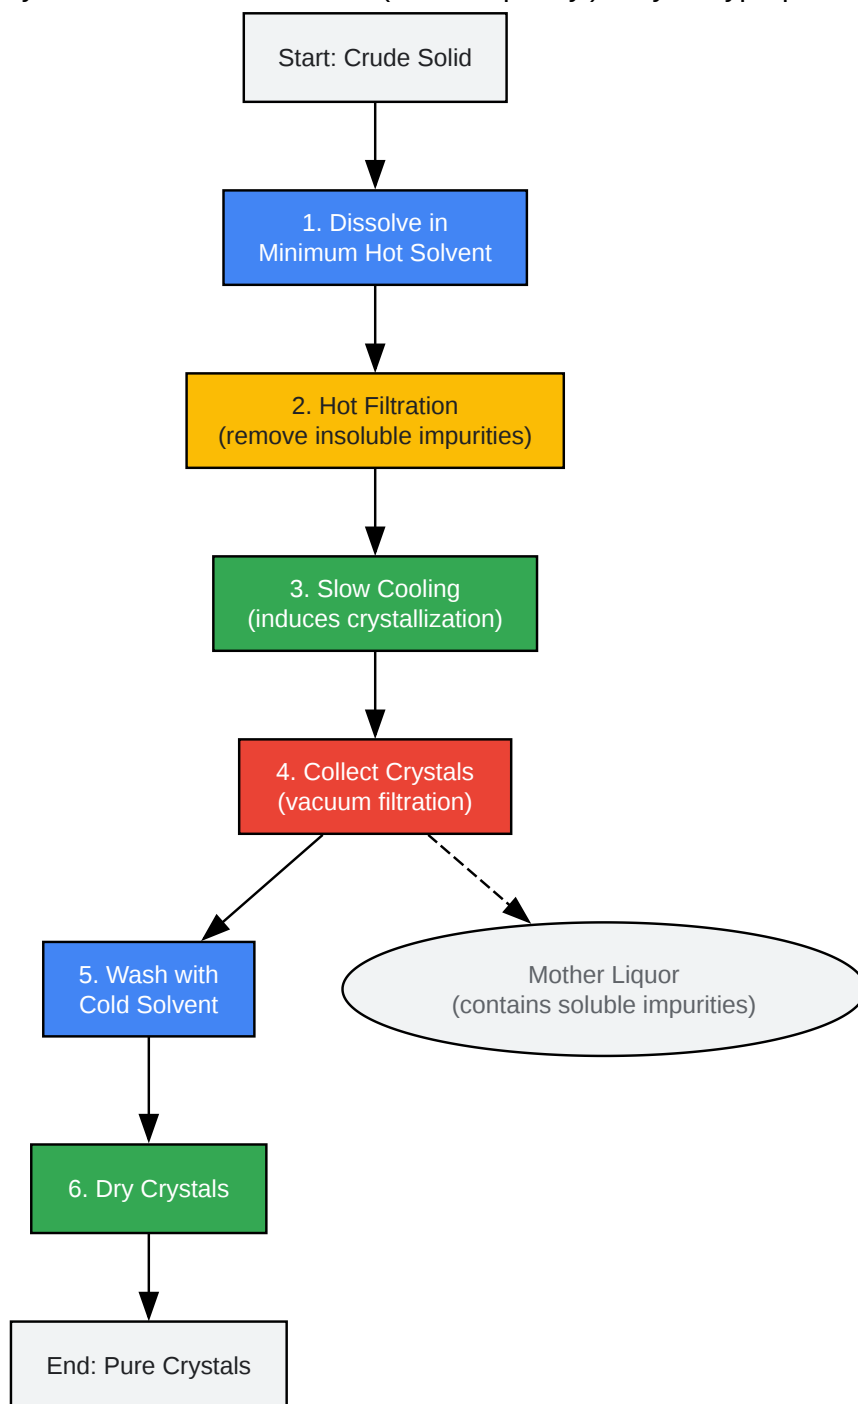 Start: Crude Solid
1. Dissolve in
Minimum Hot Solvent
2. Hot Filtration
(remove insoluble impurities)
3. Slow Cooling
(induces crystallization)
4. Collect Crystals
(vacuum filtration)
5. Wash with
Cold Solvent
Mother Liquor
(contains soluble impurities)
6. Dry Crystals
End: Pure Crystals